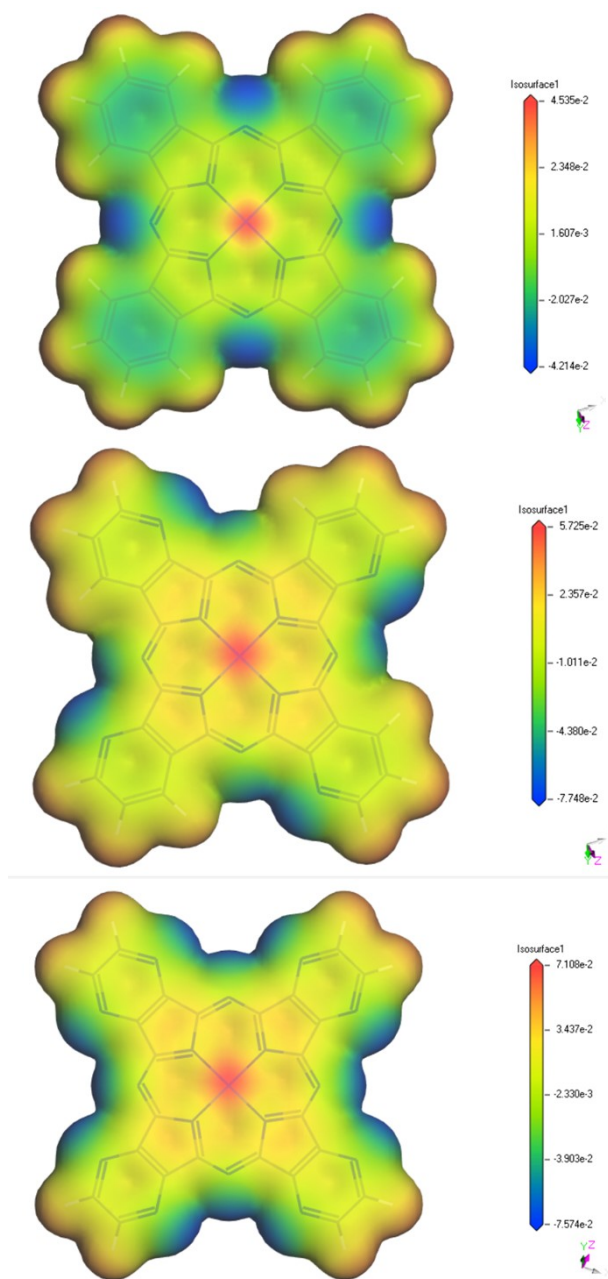 Isosurface1
4.535e-2
2.348e-2
1.607e-3
-2.027e-2
-4.214e-2
Y Z
Isosurface1
5.725e-2
2.357e-2
-1.011e-2
-4.380e-2
-7.748e-2
Y Z
Isosurface1
7.108e-2
3.437e-2
-2.330e-3
-3.903e-2
-7.574e-2
Y Z